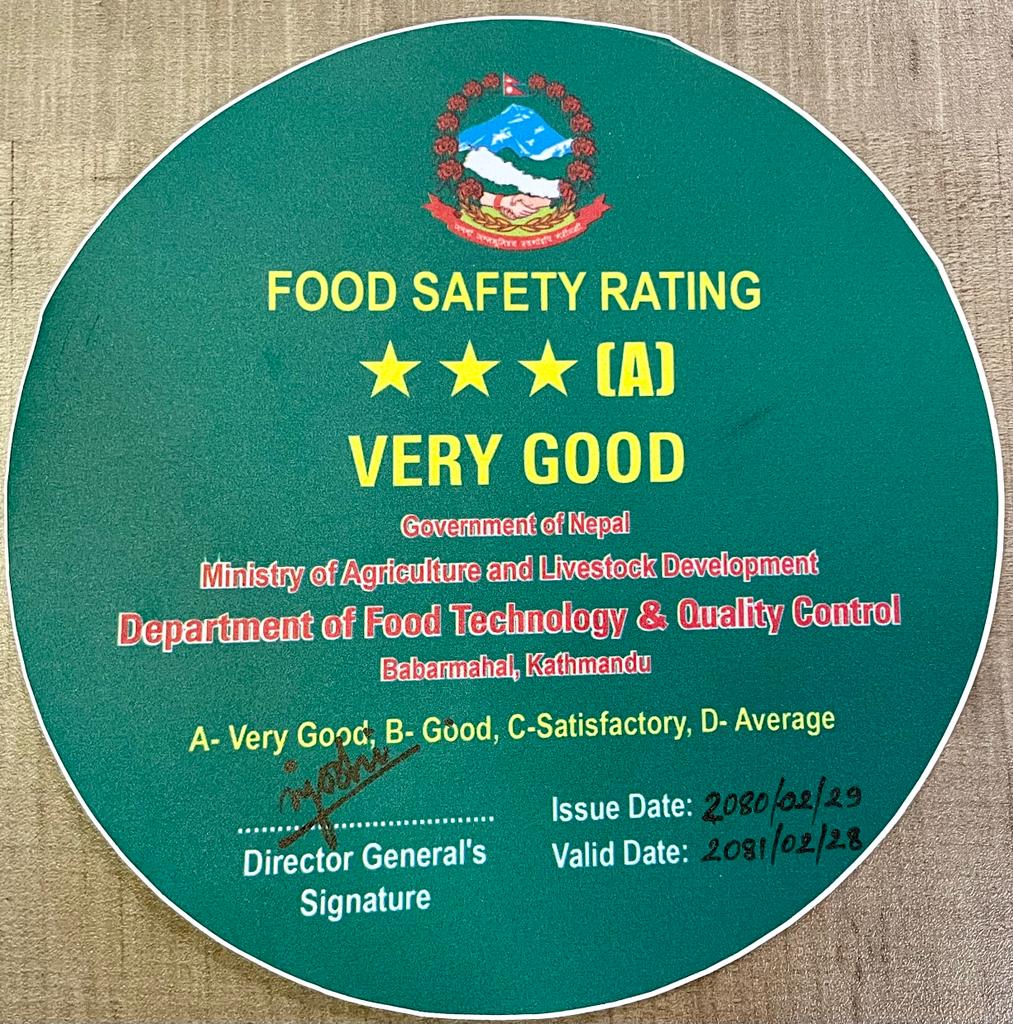 FOOD SAFETY RATING
★ ★ ★ (A)
VERY GOOD
Government of Nepal
Ministry of Agriculture and Livestock Development
Department of Food Technology & Quality Control
Babarmahal, Kathmandu
A- Very Good, B- Good, C-Satisfactory, D- Average
Issue Date: 2080/02/29
Valid Date: 2081/02/28
Director General's
Signature